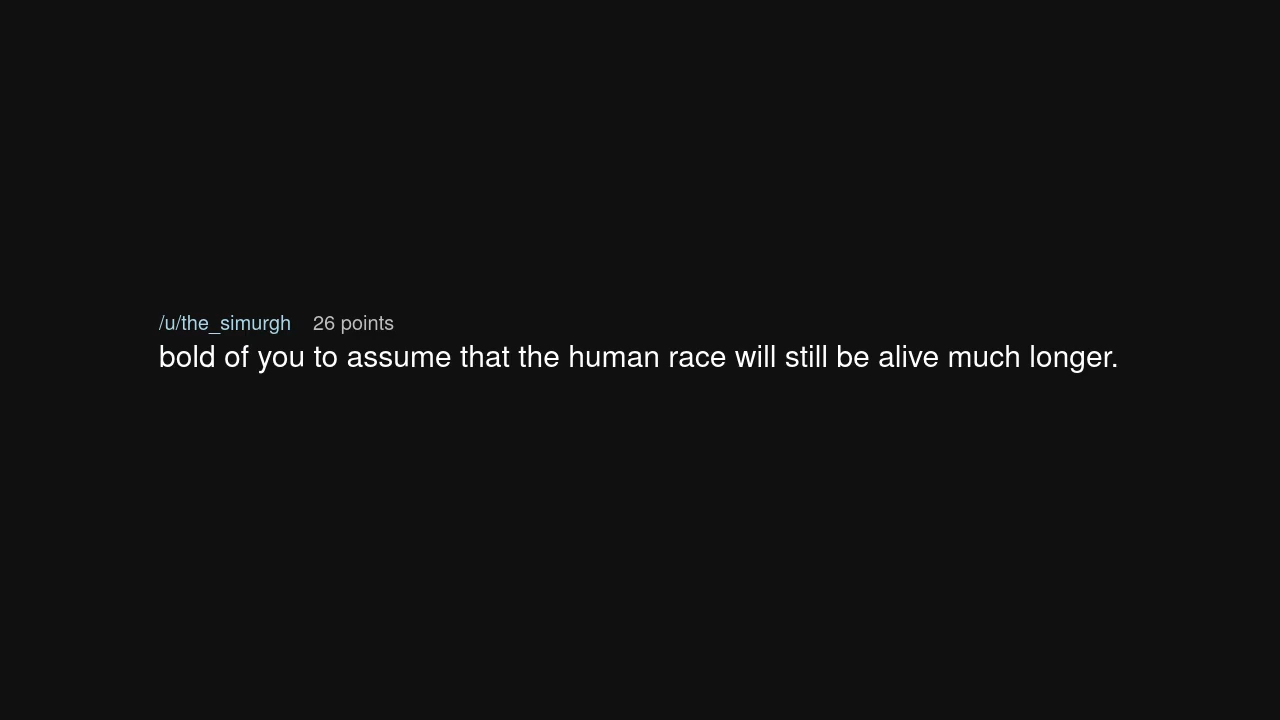 /u/the_simurgh 26 points
bold of you to assume that the human race will still be alive much longer.